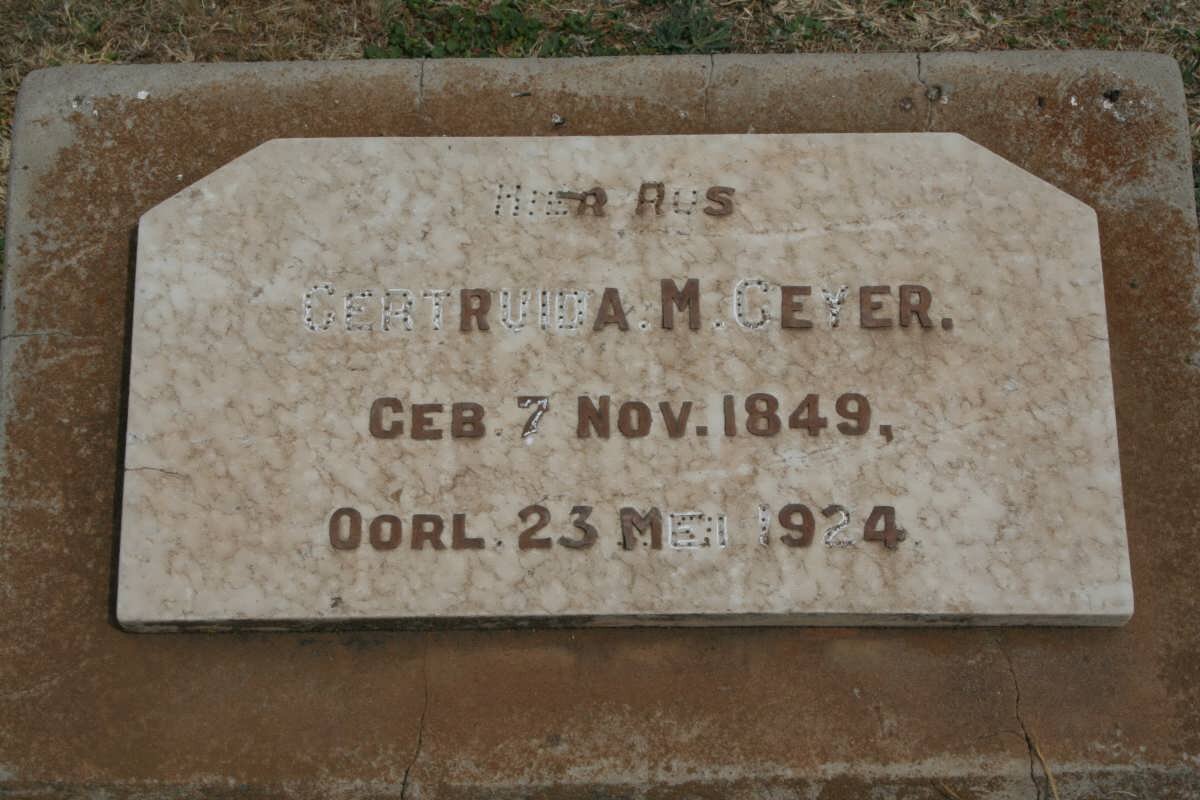 HIER RUS
GERTRUIDA. M. GEYER.
GEB. 7 NOV. 1849,
OORL. 23 MEI 1924.